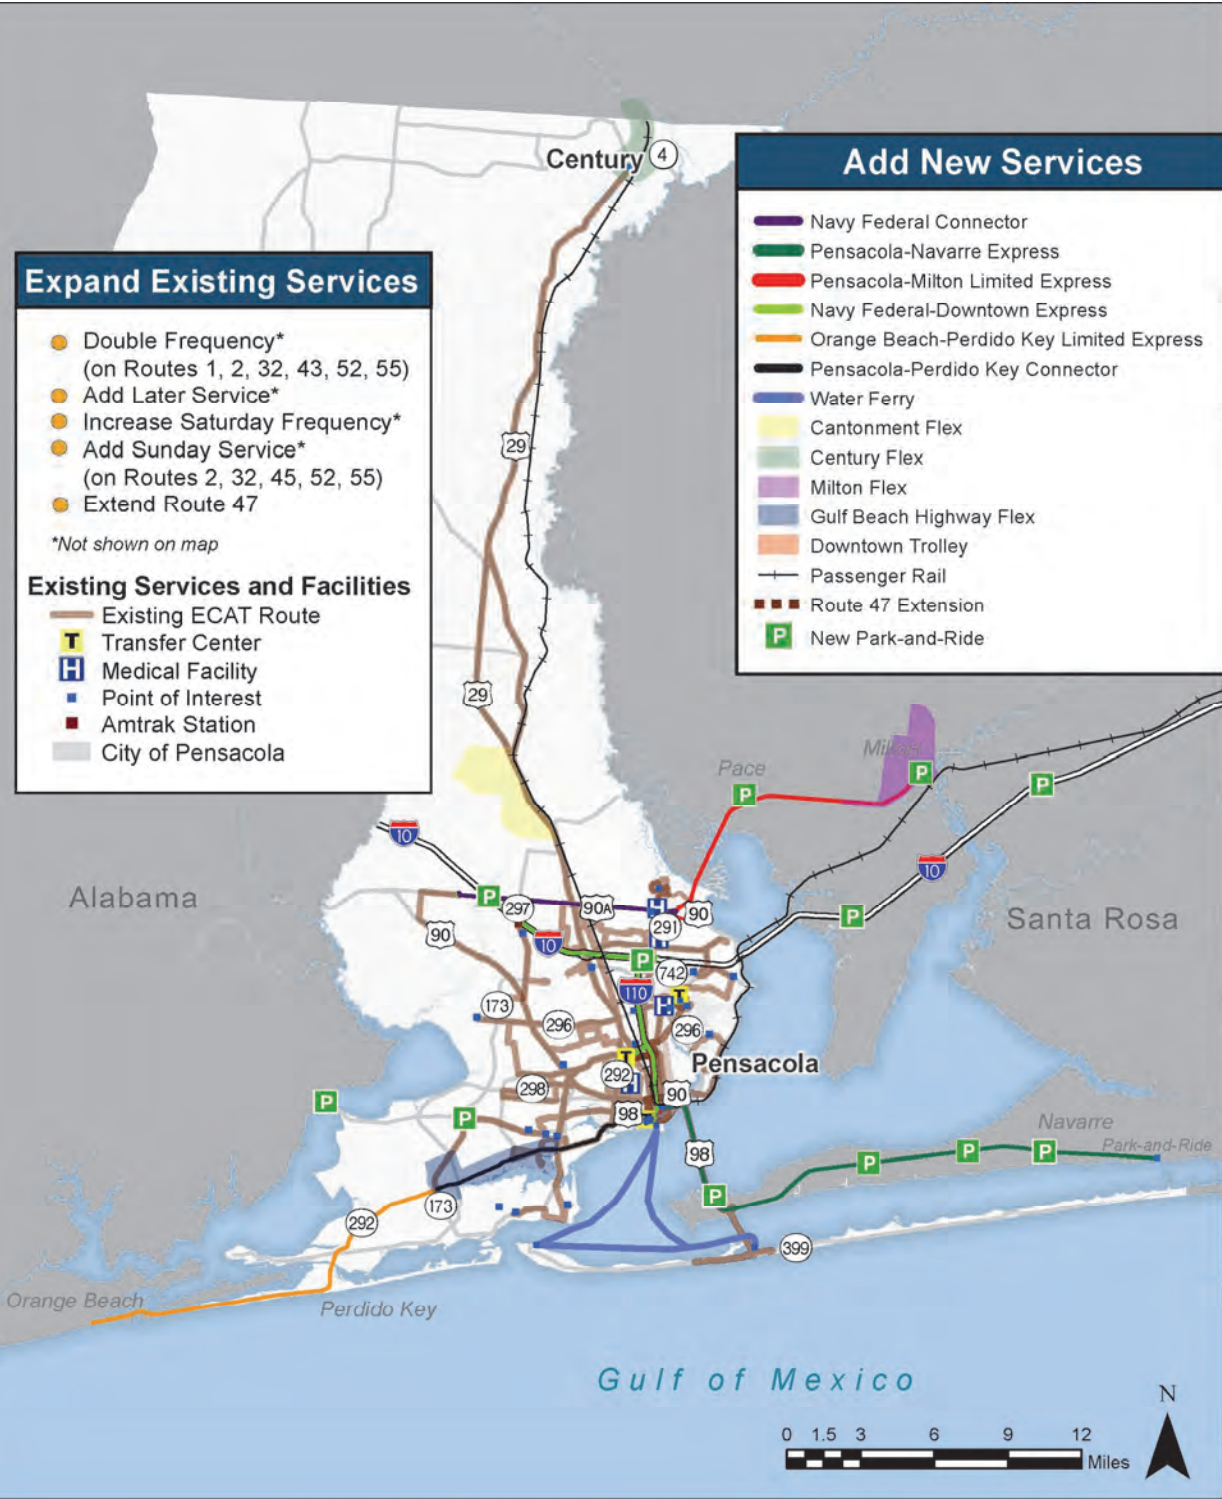 Century
4
Add New Services
Navy Federal Connector
Pensacola-Navarre Express
Pensacola-Milton Limited Express
Navy Federal-Downtown Express
Orange Beach-Perdido Key Limited Express
Pensacola-Perdido Key Connector
Water Ferry
Cantonment Flex
Century Flex
Milton Flex
Gulf Beach Highway Flex
Downtown Trolley
Passenger Rail
Route 47 Extension
P New Park-and-Ride
Expand Existing Services
Double Frequency*
(on Routes 1, 2, 32, 43, 52, 55)
Add Later Service*
Increase Saturday Frequency*
Add Sunday Service*
(on Routes 2, 32, 45, 52, 55)
Extend Route 47
*Not shown on map
Existing Services and Facilities
Existing ECAT Route
T Transfer Center
H Medical Facility
Point of Interest
Amtrak Station
City of Pensacola
29
29
Milton
P
Pace
P
P
10
10
Alabama
Santa Rosa
P
297
90A
H
90
291
H
P
90
10
P
742
110
T
H
173
296
296
T
Pensacola
292
H
298
90
P
P
98
Navarre
Park-and-Ride
98
P
P
P
P
173
292
399
Orange Beach
Perdido Key
Gulf of Mexico
N
0 1.5 3 6 9 12
Miles